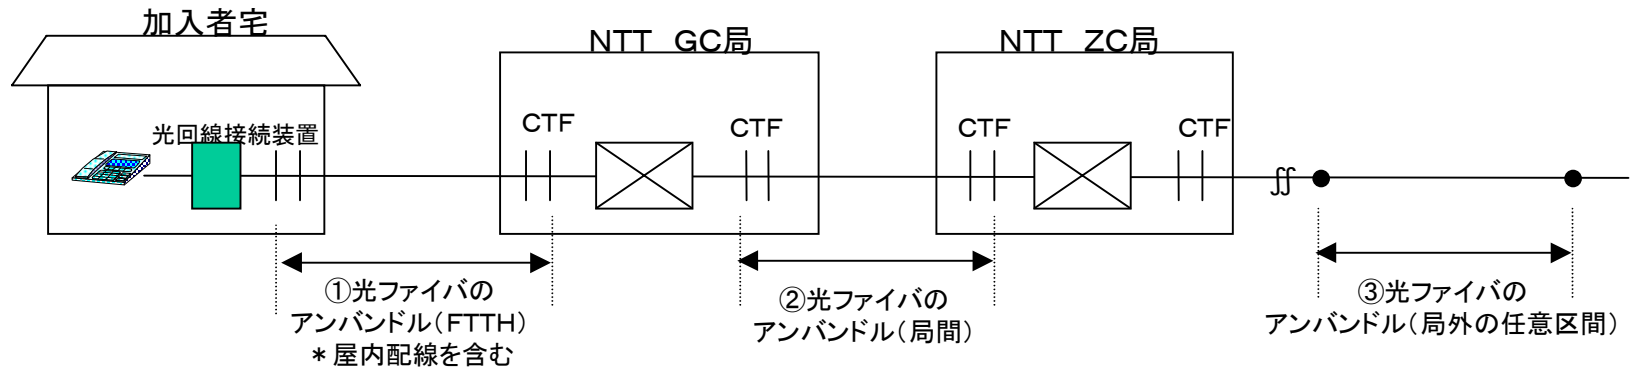 加入者宅
NTT　GC局
NTT　ZC局
光回線接続装置
CTF
CTF
CTF
CTF
①光ファイバの
アンバンドル（FTTH）
＊屋内配線を含む
②光ファイバの
アンバンドル（局間）
③光ファイバの
アンバンドル（局外の任意区間）